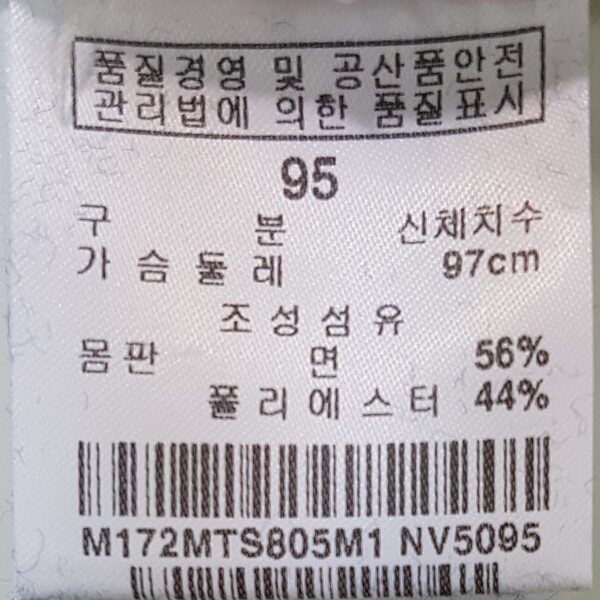 품질경영 및 공산품안전
관리법에 의한 품질표시
95
구 분 신체치수
가슴둘레 97cm
조성섬유
몸판 면 56%
폴리에스터 44%
M172MTS805M1 NV5095